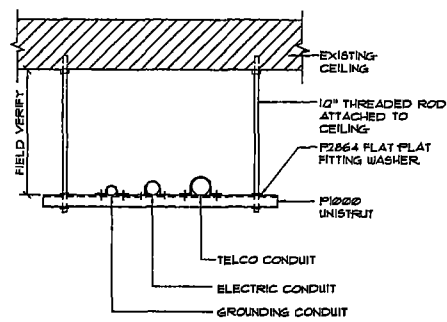 EXISTING
CEILING
FIELD VERIFY
1/2" THREADED ROD
ATTACHED TO
CEILING
P2864 FLAT PLAT
FITTING WASHER
P1000
UNISTRUT
TELCO CONDUIT
ELECTRIC CONDUIT
GROUNDING CONDUIT